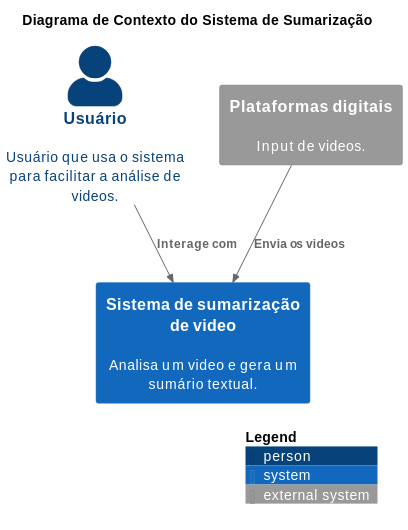 Diagrama de Contexto do Sistema de Sumarização
Usuário
Usuário que usa o sistema
para facilitar a análise de
videos.
Plataformas digitais
Input de videos.
Interage com
Envia os videos
Sistema de sumarização
de video
Analisa um video e gera um
sumário textual.
Legend
person
system
external system